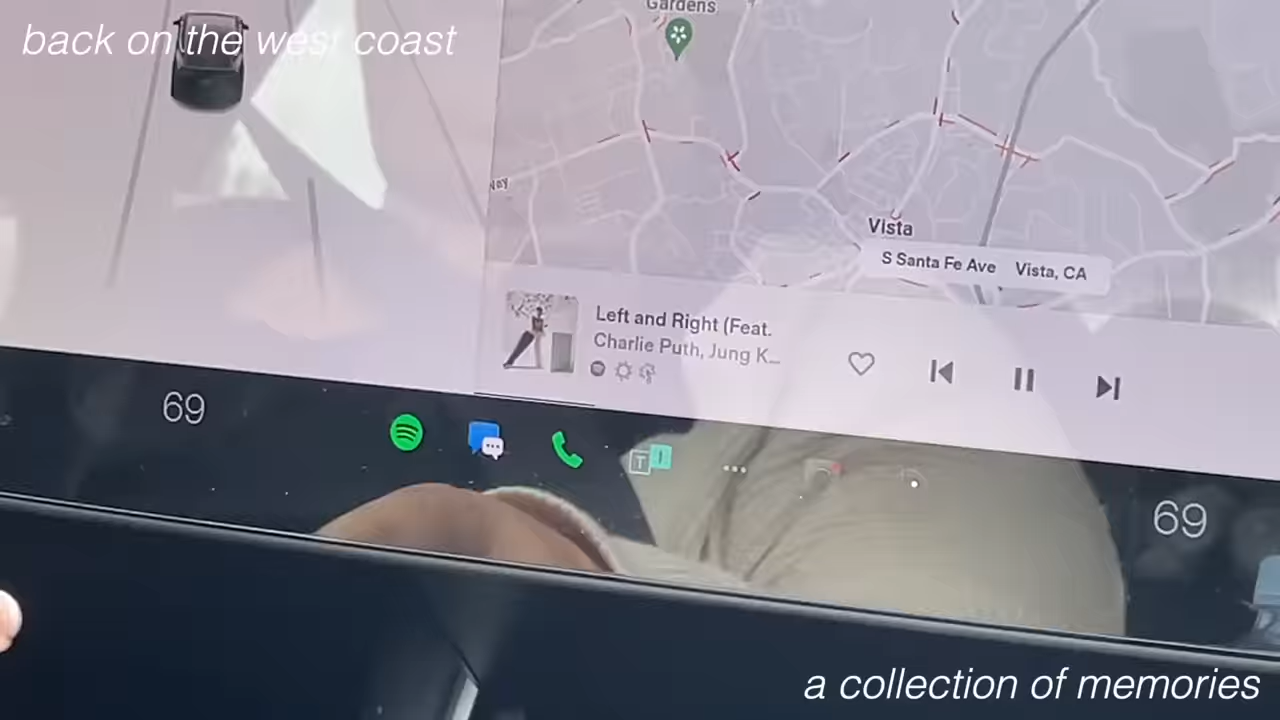 back on the west coast
Gardens
Vista
S Santa Fe Ave Vista, CA
Left and Right (Feat.
Charlie Puth, Jung K...
69
T
69
a collection of memories